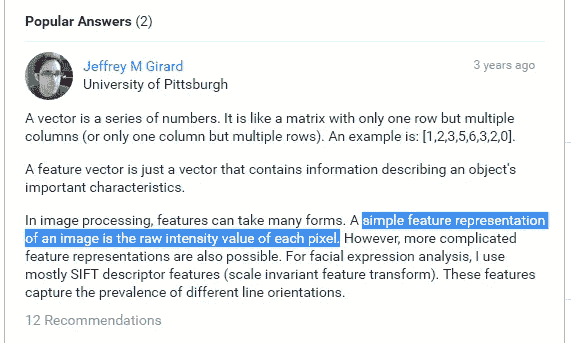 Popular Answers (2)
Jeffrey M Girard
3 years ago
University of Pittsburgh
A vector is a series of numbers. It is like a matrix with only one row but multiple
columns (or only one column but multiple rows). An example is: [1,2,3,5,6,3,2,0].
A feature vector is just a vector that contains information describing an object's
important characteristics.
In image processing, features can take many forms. A simple feature representation
of an image is the raw intensity value of each pixel. However, more complicated
feature representations are also possible. For facial expression analysis, I use
mostly SIFT descriptor features (scale invariant feature transform). These features
capture the prevalence of different line orientations.
12 Recommendations